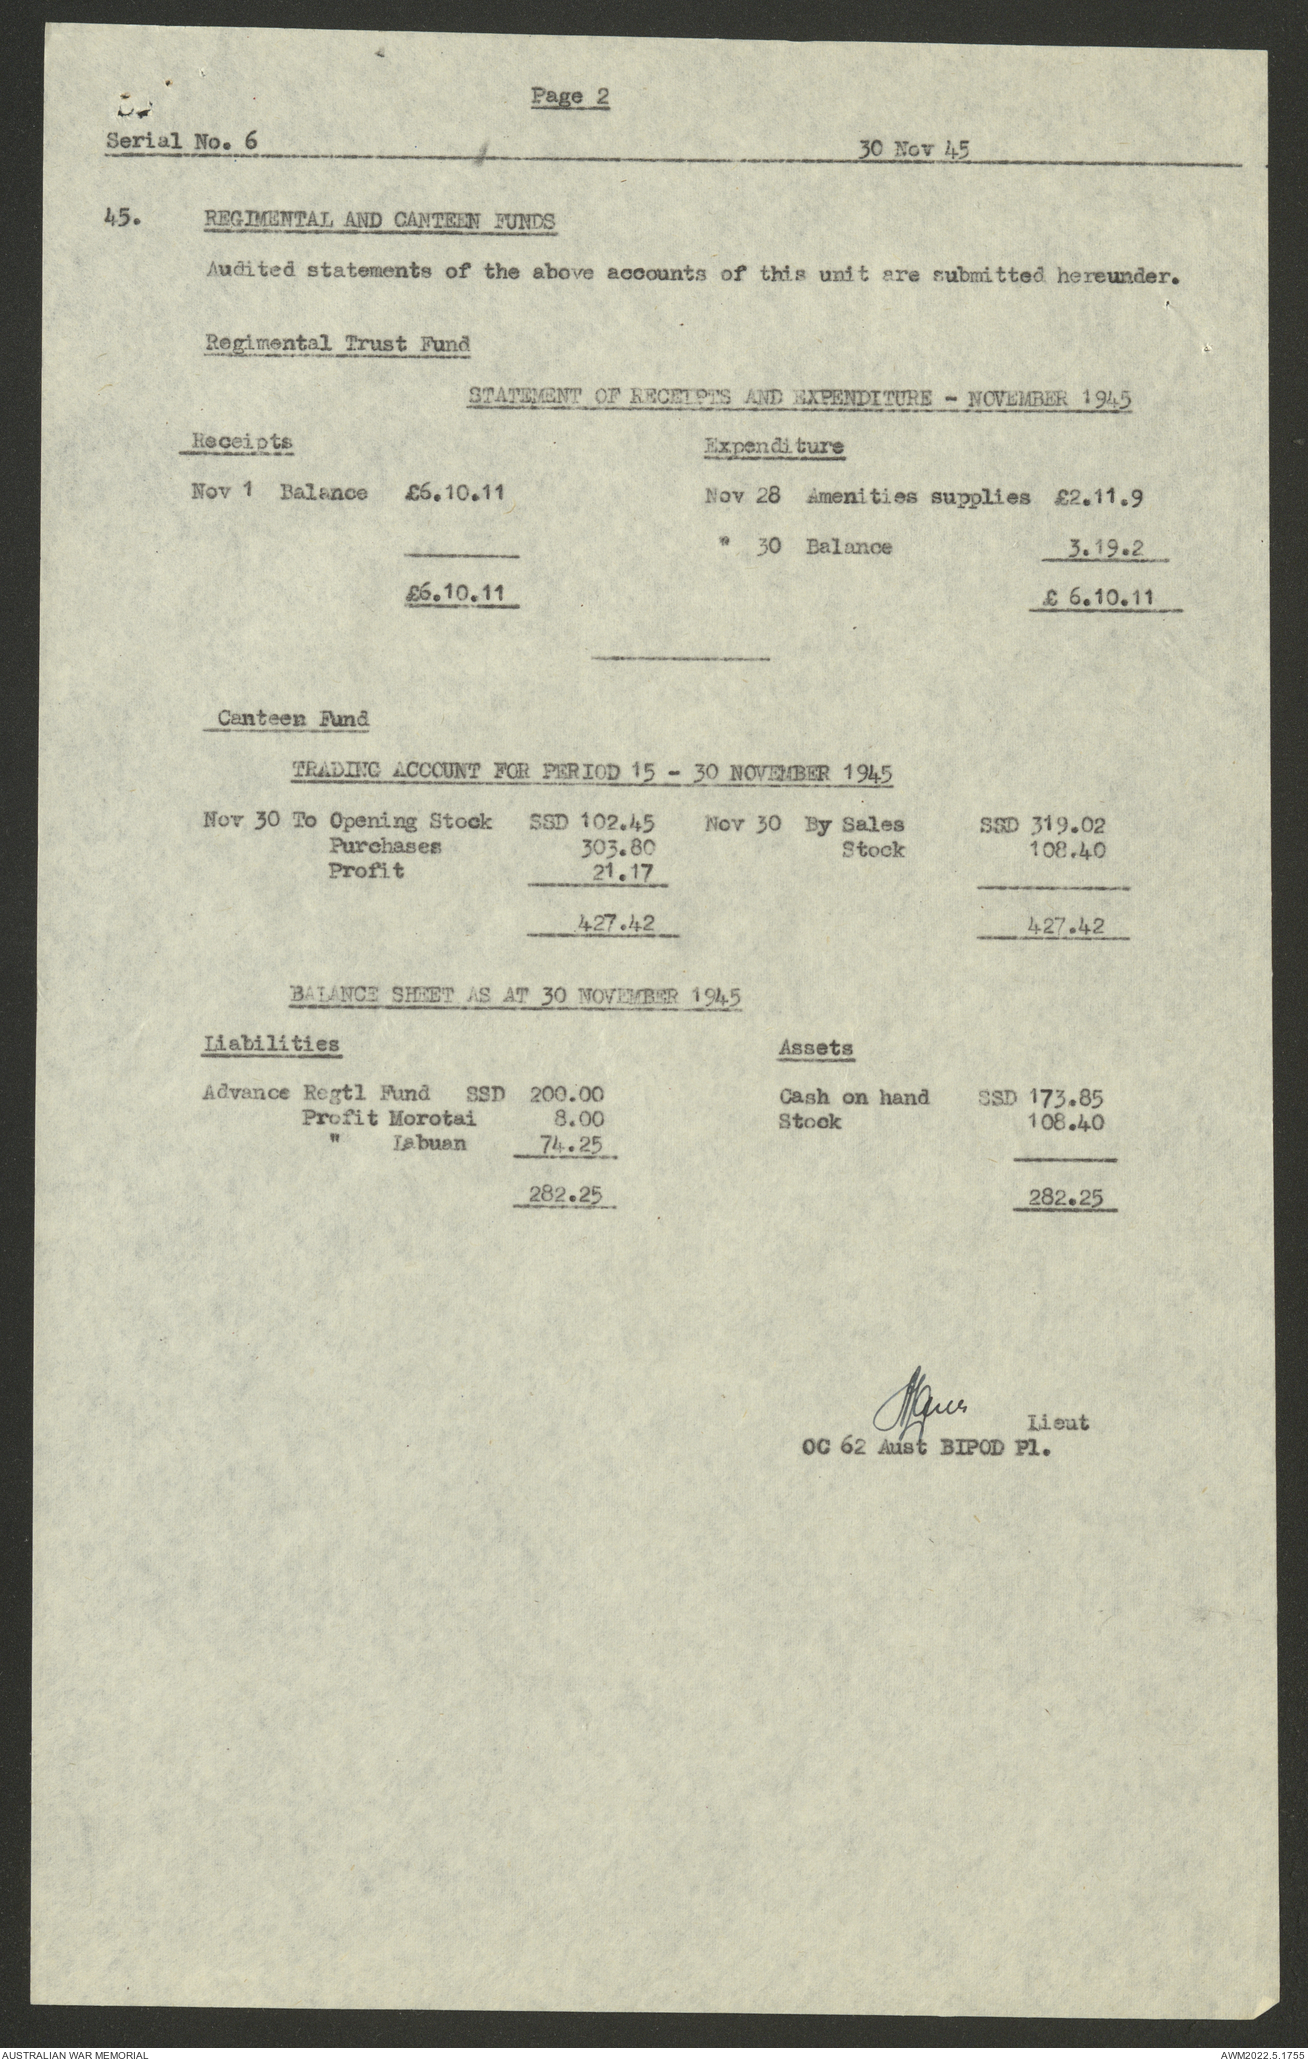 Page 2
Serial No. 6 30 Nov 45
45. REGIMENTAL AND CANTEEN FUNDS
Audited statements of the above accounts of this unit are submitted hereunder.
Regimental Trust Fund
STATEMENT OF RECEIPTS AND EXPENDITURE - NOVEMBER 1945
Receipts Expenditure
Nov 1 Balance £6.10.11 Nov 28 Amenities supplies £2.11.9
" 30 Balance 3.19.2
£6.10.11 £ 6.10.11
Canteen Fund
TRADING ACCOUNT FOR PERIOD 15 - 30 NOVEMBER 1945
Nov 30 To Opening Stock SSD 102.45 Nov 30 By Sales SSD 319.02
Purchases 303.80 Stock 108.40
Profit 21.17
427.42 427.42
BALANCE SHEET AS AT 30 NOVEMBER 1945
Liabilities Assets
Advance Regtl Fund SSD 200.00 Cash on hand SSD 173.85
Profit Morotai 8.00 Stock 108.40
" Labuan 74.25
282.25 282.25
Lieut
OC 62 Aust BIPOD Pl.
AUSTRALIAN WAR MEMORIAL AWM2022.5.1755